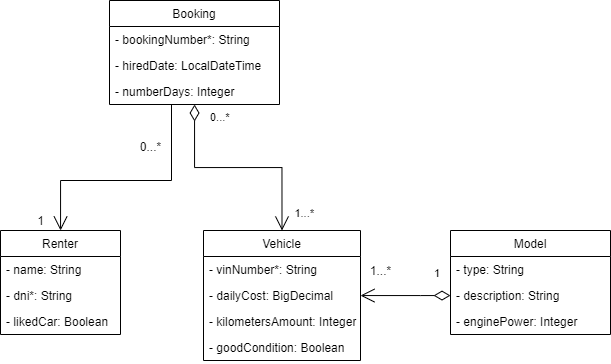 Booking
- bookingNumber*: String
- hiredDate: LocalDateTime
- numberDays: Integer
0...*
0...*
1
1...*
Renter
- name: String
- dni*: String
- likedCar: Boolean
Vehicle
- vinNumber*: String
- dailyCost: BigDecimal
- kilometersAmount: Integer
- goodCondition: Boolean
1...*
1
Model
- type: String
- description: String
- enginePower: Integer